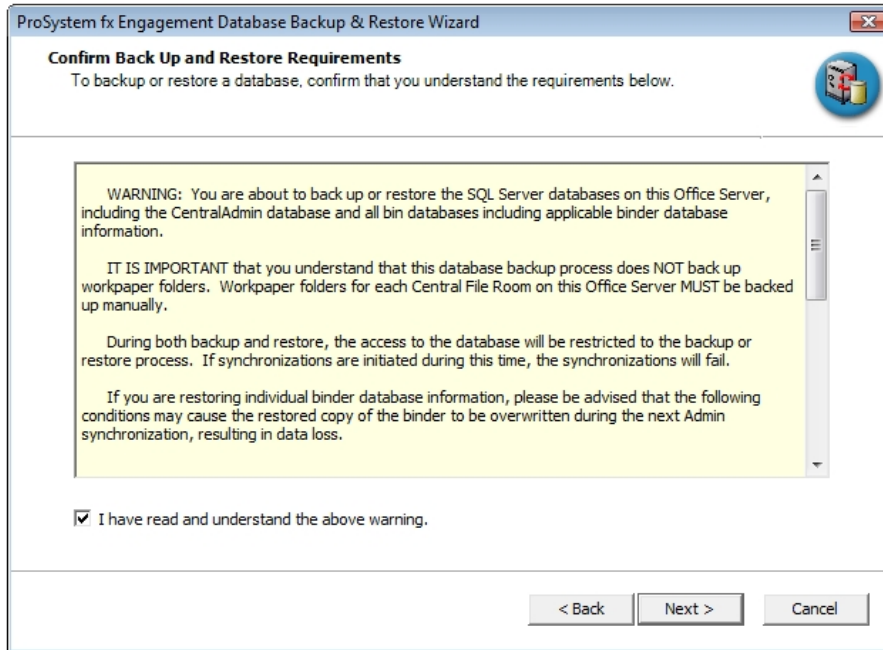 ProSystem fx Engagement Database Backup & Restore Wizard
Confirm Back Up and Restore Requirements
To backup or restore a database, confirm that you understand the requirements below.
WARNING: You are about to back up or restore the SQL Server databases on this Office Server,
including the CentralAdmin database and all bin databases including applicable binder database
information.
IT IS IMPORTANT that you understand that this database backup process does NOT back up
workpaper folders. Workpaper folders for each Central File Room on this Office Server MUST be backed
up manually.
During both backup and restore, the access to the database will be restricted to the backup or
restore process. If synchronizations are initiated during this time, the synchronizations will fail.
If you are restoring individual binder database information, please be advised that the following
conditions may cause the restored copy of the binder to be overwritten during the next Admin
synchronization, resulting in data loss.
I have read and understand the above warning.
< Back
Next >
Cancel